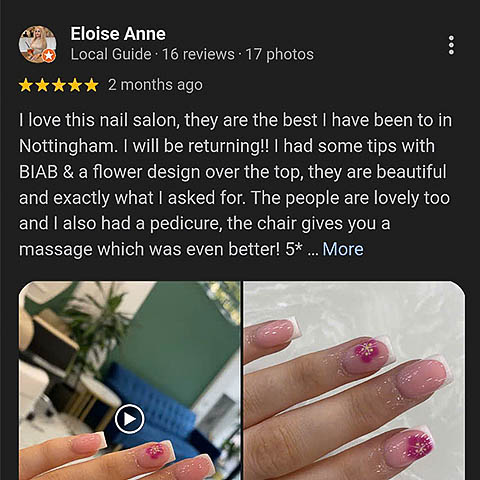 Eloise Anne
Local Guide · 16 reviews · 17 photos
2 months ago
I love this nail salon, they are the best I have been to in
Nottingham. I will be returning!! I had some tips with
BIAB & a flower design over the top, they are beautiful
and exactly what I asked for. The people are lovely too
and I also had a pedicure, the chair gives you a
massage which was even better! 5* ... More